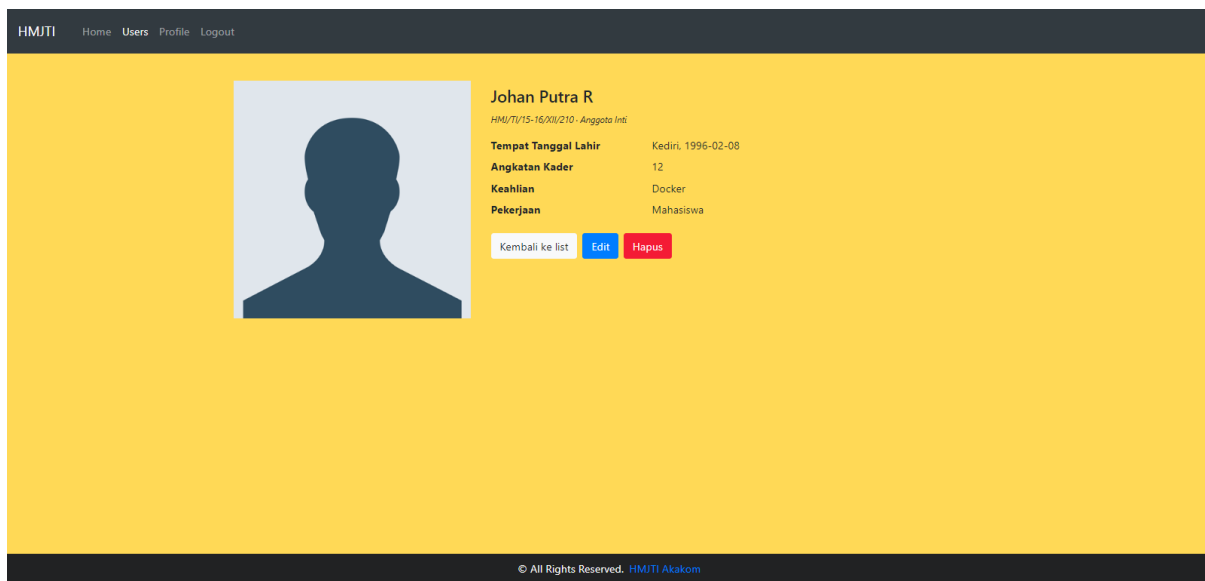 HMJTI Home Users Profile Logout
Johan Putra R
HMJ/TI/15-16/XII/210 - Anggota Inti
Tempat Tanggal Lahir Kediri, 1996-02-08
Angkatan Kader 12
Keahlian Docker
Pekerjaan Mahasiswa
Kembali ke list Edit Hapus
© All Rights Reserved. HMJTI Akakom